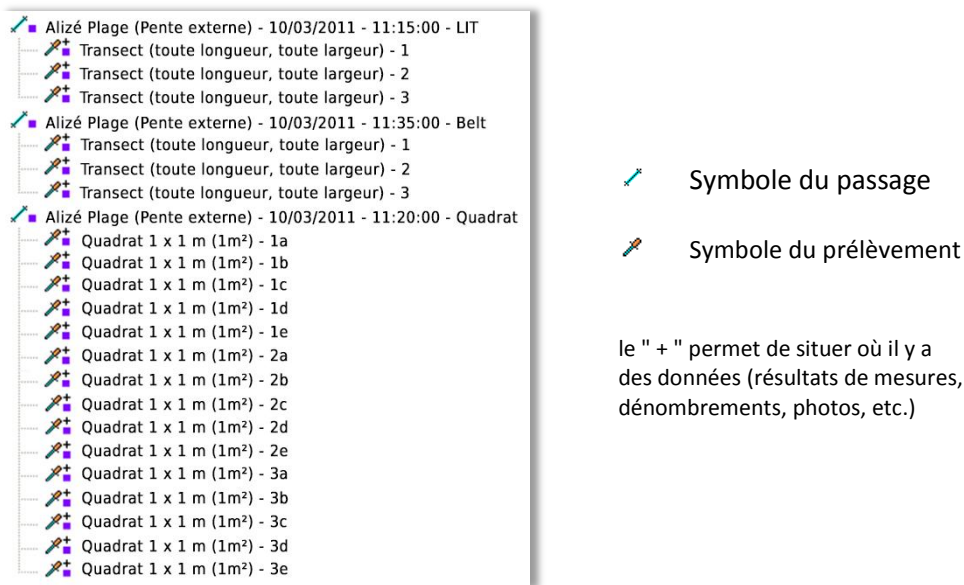 Alizé Plage (Pente externe) - 10/03/2011 - 11:15:00 - LIT
Transect (toute longueur, toute largeur) - 1
Transect (toute longueur, toute largeur) - 2
Transect (toute longueur, toute largeur) - 3
Alizé Plage (Pente externe) - 10/03/2011 - 11:35:00 - Belt
Transect (toute longueur, toute largeur) - 1
Transect (toute longueur, toute largeur) - 2
Transect (toute longueur, toute largeur) - 3
Alizé Plage (Pente externe) - 10/03/2011 - 11:20:00 - Quadrat
Quadrat 1 x 1 m (1m²) - 1a
Quadrat 1 x 1 m (1m²) - 1b
Quadrat 1 x 1 m (1m²) - 1c
Quadrat 1 x 1 m (1m²) - 1d
Quadrat 1 x 1 m (1m²) - 1e
Quadrat 1 x 1 m (1m²) - 2a
Quadrat 1 x 1 m (1m²) - 2b
Quadrat 1 x 1 m (1m²) - 2c
Quadrat 1 x 1 m (1m²) - 2d
Quadrat 1 x 1 m (1m²) - 2e
Quadrat 1 x 1 m (1m²) - 3a
Quadrat 1 x 1 m (1m²) - 3b
Quadrat 1 x 1 m (1m²) - 3c
Quadrat 1 x 1 m (1m²) - 3d
Quadrat 1 x 1 m (1m²) - 3e
Symbole du passage
Symbole du prélèvement
le " + " permet de situer où il y a
des données (résultats de mesures,
dénombrements, photos, etc.)